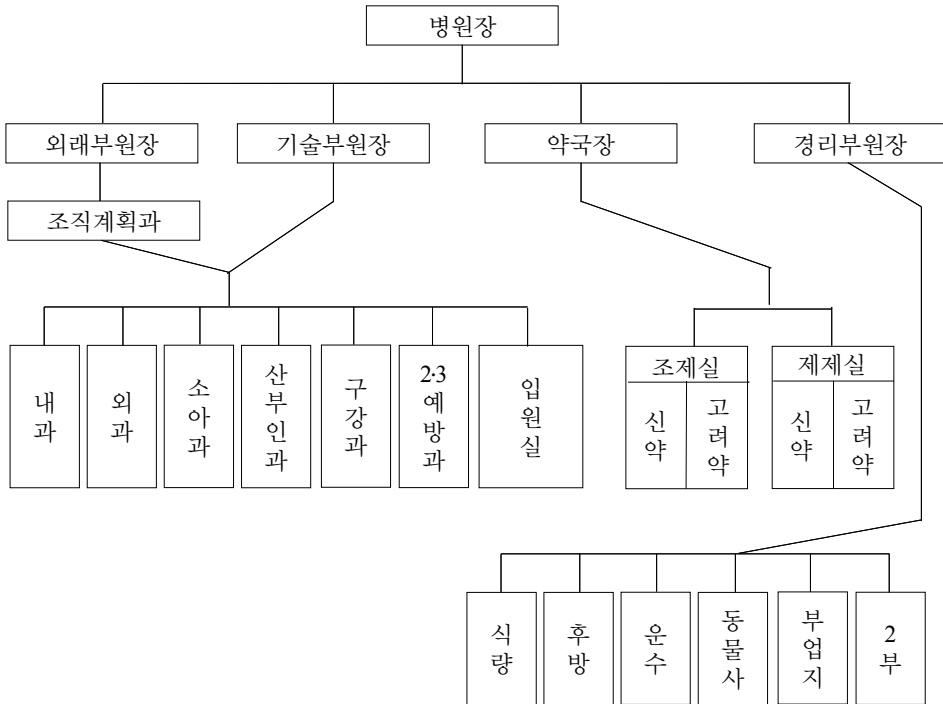 병원장
외래부원장
기술부원장
약국장
경리부원장
조직계획과
내과
외과
소아과
산부인과
구강과
2·3예방과
입원실
조제실
신약
고려약
제제실
신약
고려약
식량
후방
운수
동물사
부업지
2부